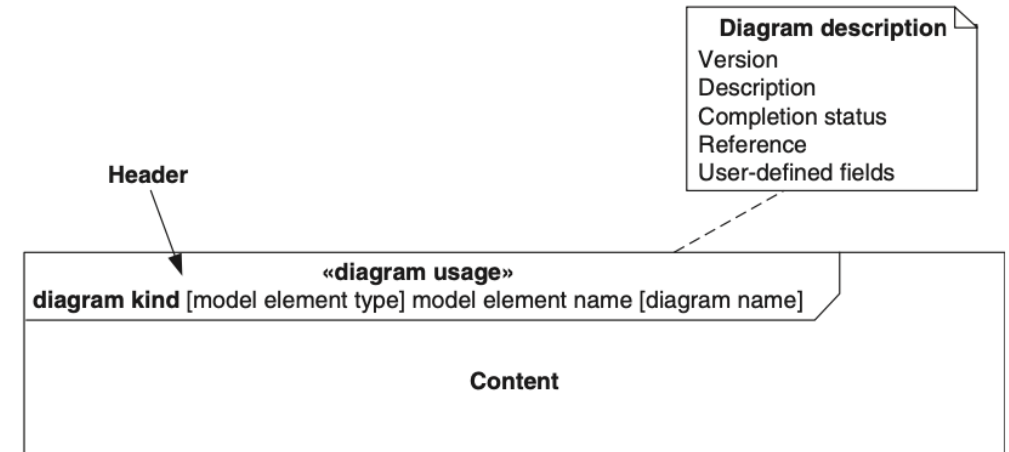 Diagram description
Version
Description
Completion status
Reference
User-defined fields
Header
«diagram usage»
diagram kind [model element type] model element name [diagram name]
Content